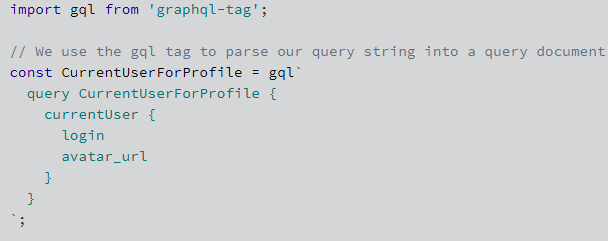 import gql from 'graphql-tag';
// We use the gql tag to parse our query string into a query document
const CurrentUserForProfile = gql`
  query CurrentUserForProfile {
    currentUser {
      login
      avatar_url
    }
  }
`;